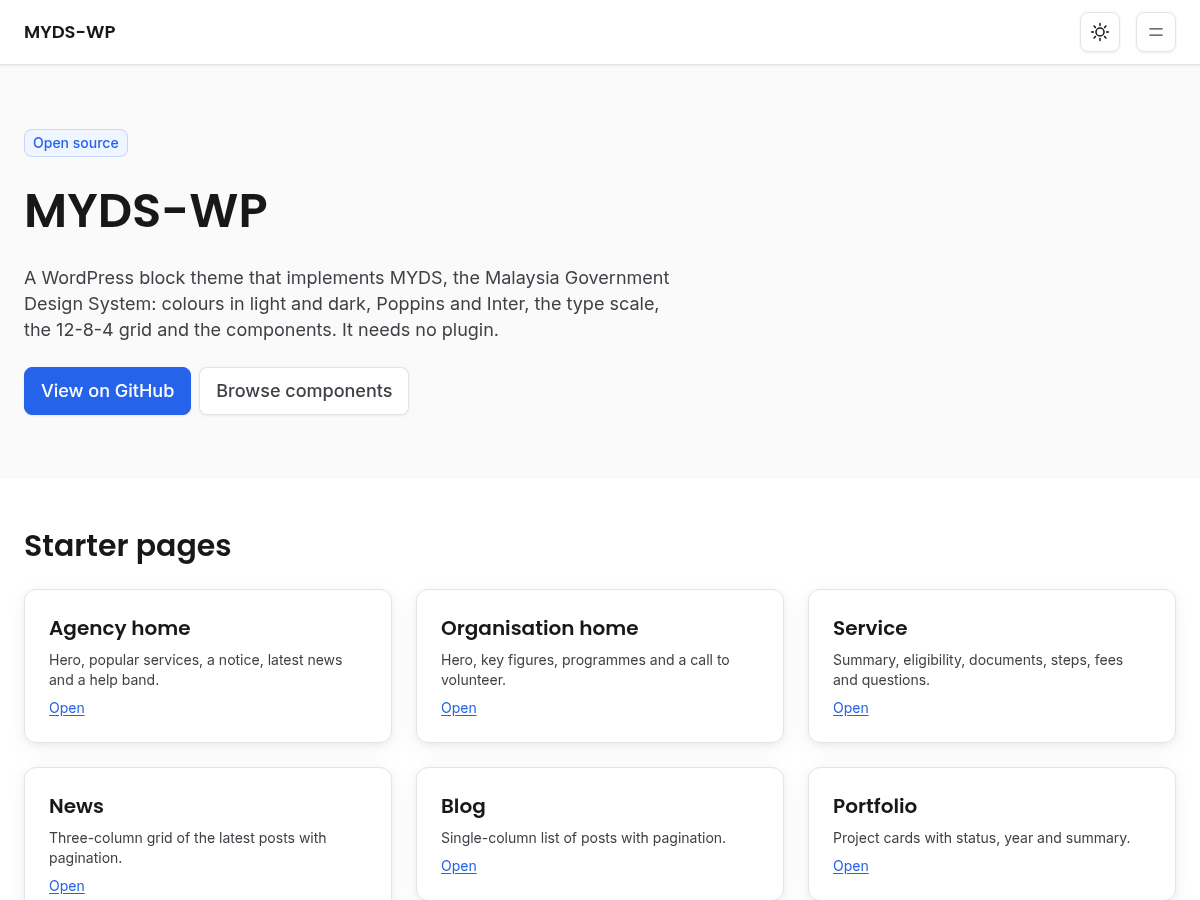 MYDS-WP
Open source
MYDS-WP
A WordPress block theme that implements MYDS, the Malaysia Government
Design System: colours in light and dark, Poppins and Inter, the type scale,
the 12-8-4 grid and the components. It needs no plugin.
View on GitHub
Browse components
Starter pages
Agency home
Hero, popular services, a notice, latest news
and a help band.
Open
Organisation home
Hero, key figures, programmes and a call to
volunteer.
Open
Service
Summary, eligibility, documents, steps, fees
and questions.
Open
News
Three-column grid of the latest posts with
pagination.
Open
Blog
Single-column list of posts with pagination.
Open
Portfolio
Project cards with status, year and summary.
Open